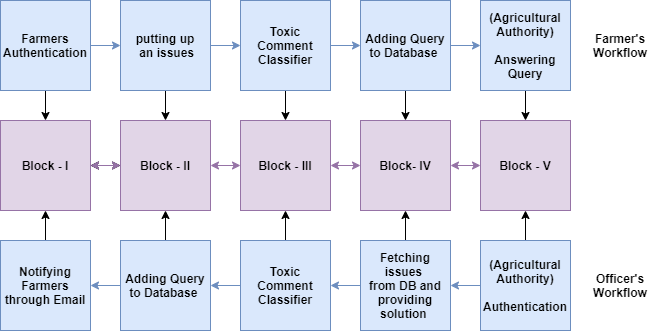 Farmers
Authentication
putting up
an issues
Toxic
Comment
Classifier
Adding Query
to Database
(Agricultural
Authority)
Answering
Query
Farmer's
Workflow
Block - I
Block - II
Block - III
Block- IV
Block - V
Notifying
Farmers
through Email
Adding Query
to Database
Toxic
Comment
Classifier
Fetching
issues
from DB and
providing
solution
(Agricultural
Authority)
Authentication
Officer's
Workflow